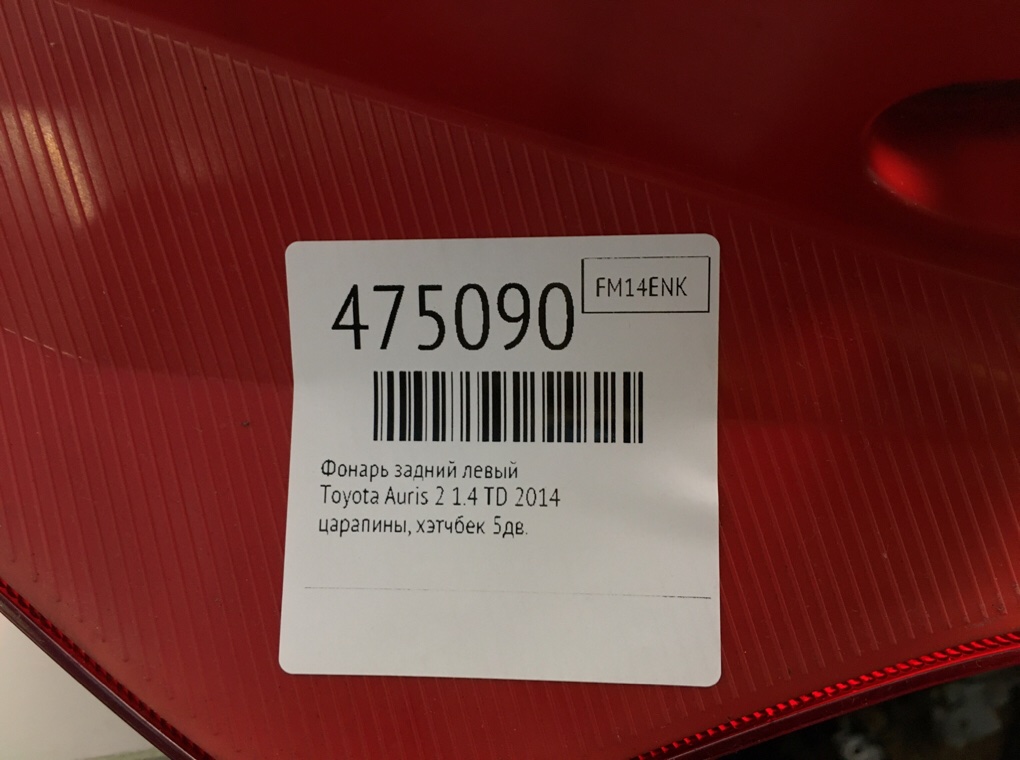 475090
FM14ENK
Фонарь задний левый
Toyota Auris 2 1.4 TD 2014
царапины, хэтчбек 5дв.